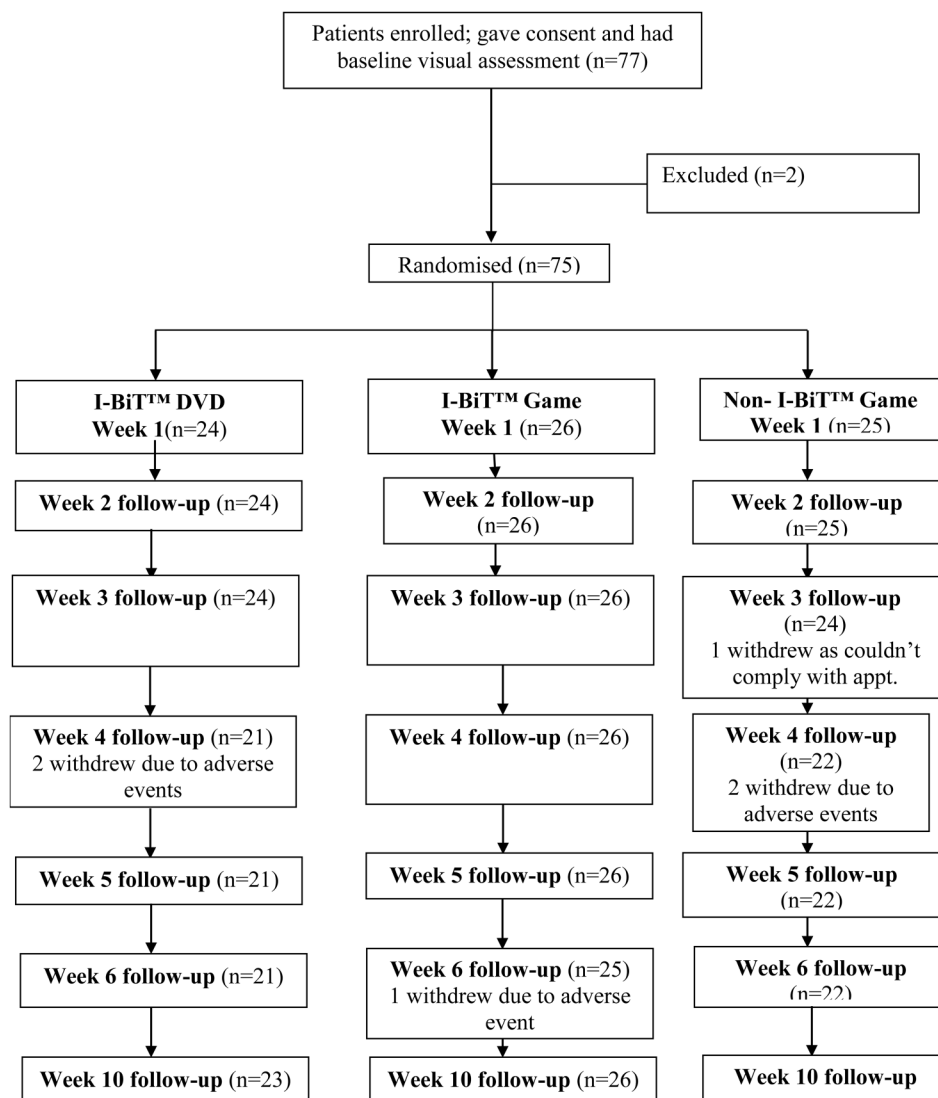 Patients enrolled; gave consent and had
baseline visual assessment (n=77)
Excluded (n=2)
Randomised (n=75)
I-BiT™ DVD
Week 1(n=24)
I-BiT™ Game
Week 1 (n=26)
Non- I-BiT™ Game
Week 1 (n=25)
Week 2 follow-up (n=24)
Week 2 follow-up
(n=26)
Week 2 follow-up
(n=25)
Week 3 follow-up (n=24)
Week 3 follow-up (n=26)
Week 3 follow-up
(n=24)
1 withdrew as couldn’t
comply with appt.
Week 4 follow-up (n=21)
2 withdrew due to adverse
events
Week 4 follow-up (n=26)
Week 4 follow-up
(n=22)
2 withdrew due to
adverse events
Week 5 follow-up (n=21)
Week 5 follow-up (n=26)
Week 5 follow-up
(n=22)
Week 6 follow-up (n=21)
Week 6 follow-up (n=25)
1 withdrew due to adverse
event
Week 6 follow-up
(n=22)
Week 10 follow-up (n=23)
Week 10 follow-up (n=26)
Week 10 follow-up